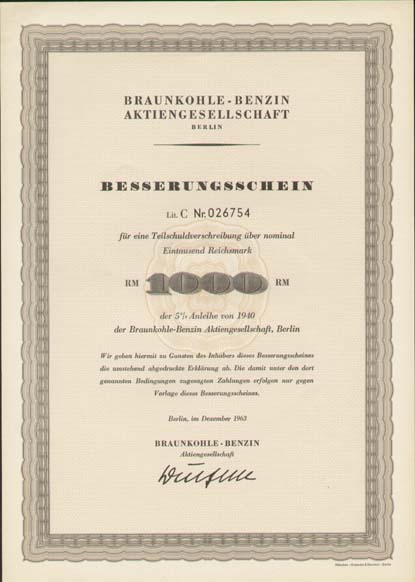 BRAUNKOHLE-BENZIN
AKTIENGESELLSCHAFT
BERLIN
BESSERUNGSSCHEIN
Lit. C Nr. 026754
für eine Teilschuldverschreibung über nominal
Eintausend Reichsmark
RM 1000 RM
der 5% Anleihe von 1940
der Braunkohle-Benzin Aktiengesellschaft, Berlin
Wir geben hiermit zu Gunsten des Inhabers dieses Besserungsscheines
die umstehend abgedruckte Erklärung ab. Die damit unter den dort
genannten Bedingungen zugesagten Zahlungen erfolgen nur gegen
Vorlage dieses Besserungsscheines.
Berlin, im Dezember 1963
BRAUNKOHLE-BENZIN
Aktiengesellschaft